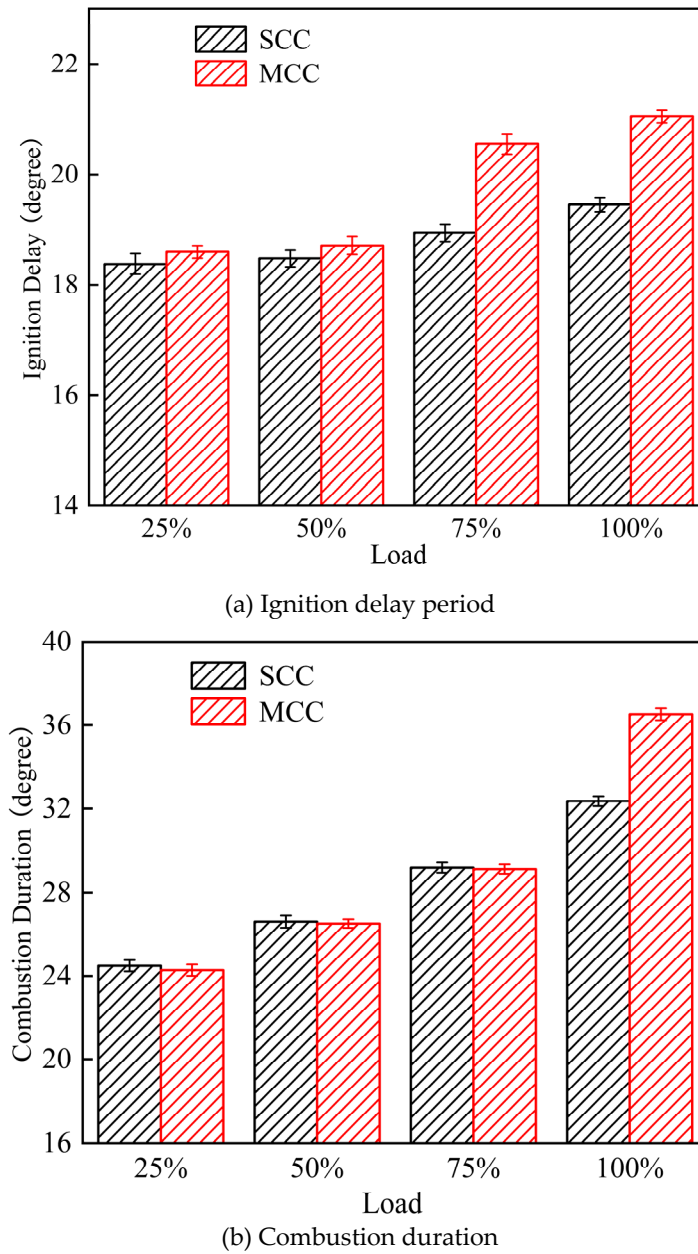 SCC
MCC
Ignition Delay (degree)
22
20
18
16
14
25% 50% 75% 100%
Load
(a) Ignition delay period
SCC
MCC
Combustion Duration (degree)
40
36
32
28
24
20
16
25% 50% 75% 100%
Load
(b) Combustion duration